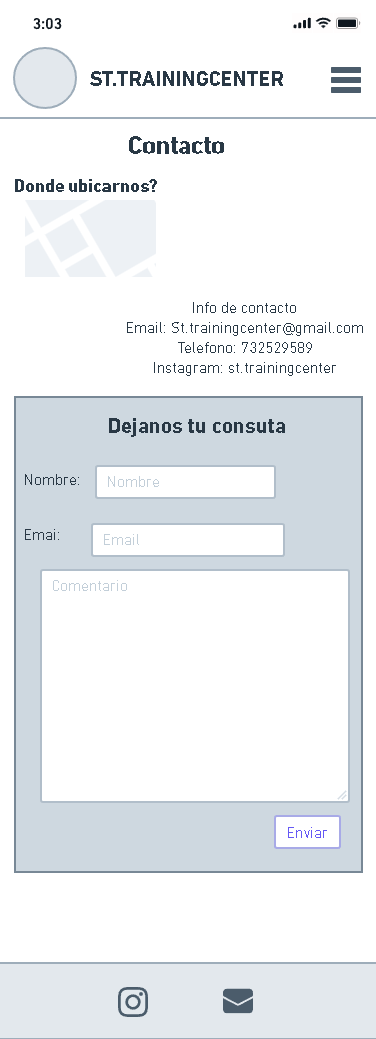 3:03
ST.TRAININGCENTER
Contacto
Donde ubicarnos?
Info de contacto
Email: St.trainingcenter@gmail.com
Telefono: 732529589
Instagram: st.trainingcenter
Dejanos tu consuta
Nombre: Nombre
Emai: Email
Comentario
Enviar